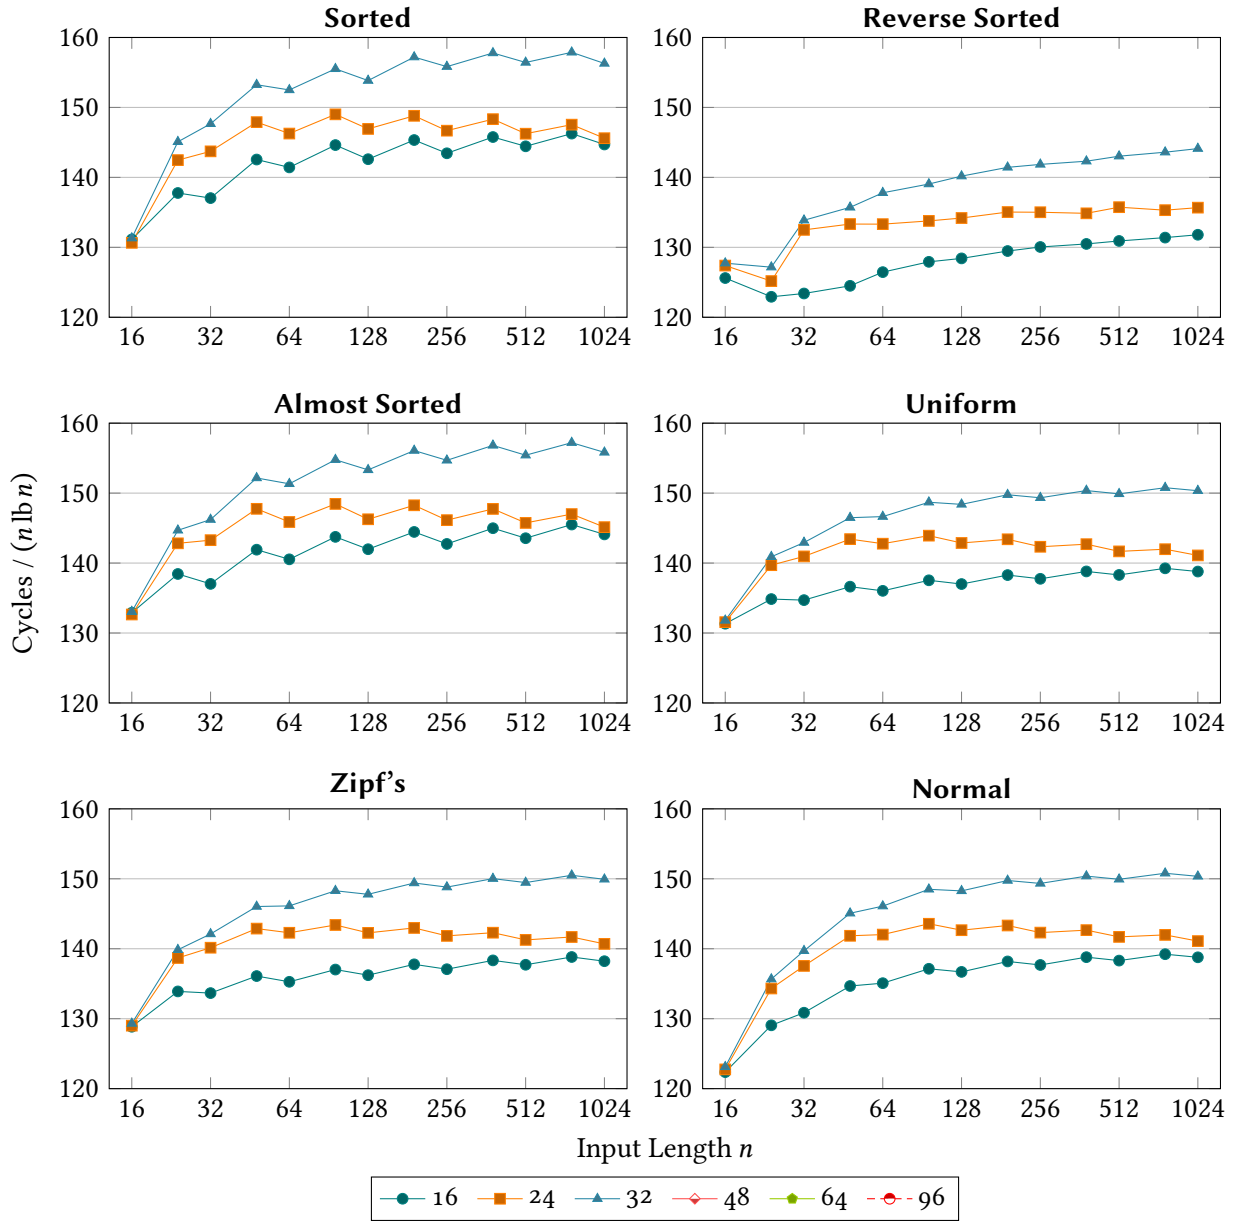 Sorted
160
150
140
130
120
16 32 64 128 256 512 1024
Reverse Sorted
160
150
140
130
120
16 32 64 128 256 512 1024
Almost Sorted
160
150
140
130
120
16 32 64 128 256 512 1024
Uniform
160
150
140
130
120
16 32 64 128 256 512 1024
Cycles / (n lb n)
Zipf's
160
150
140
130
120
16 32 64 128 256 512 1024
Normal
160
150
140
130
120
16 32 64 128 256 512 1024
Input Length n
16 24 32 48 64 96